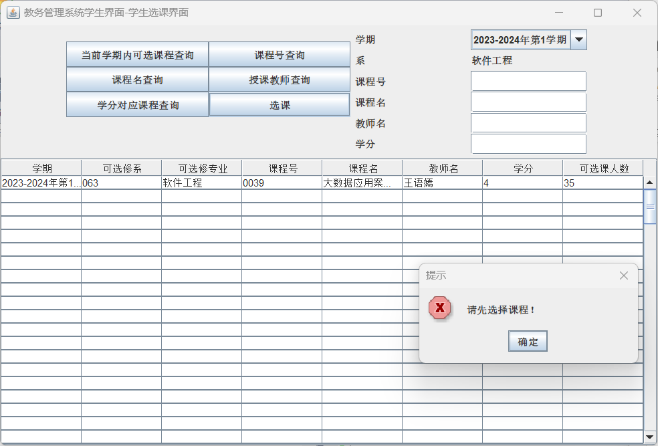 教务管理系统学生界面-学生选课界面
当前学期内可选课程查询 课程号查询
课程名查询 授课教师查询
学分对应课程查询 选课
学期 2023-2024年第1学期
系 软件工程
课程号
课程名
教师名
学分
学期 可选修系 可选修专业 课程号 课程名 教师名 学分 可选课人数
2023-2024年第1... 063 软件工程 0039 大数据应用案... 王语嫣 4 35
提示
请先选择课程!
确定